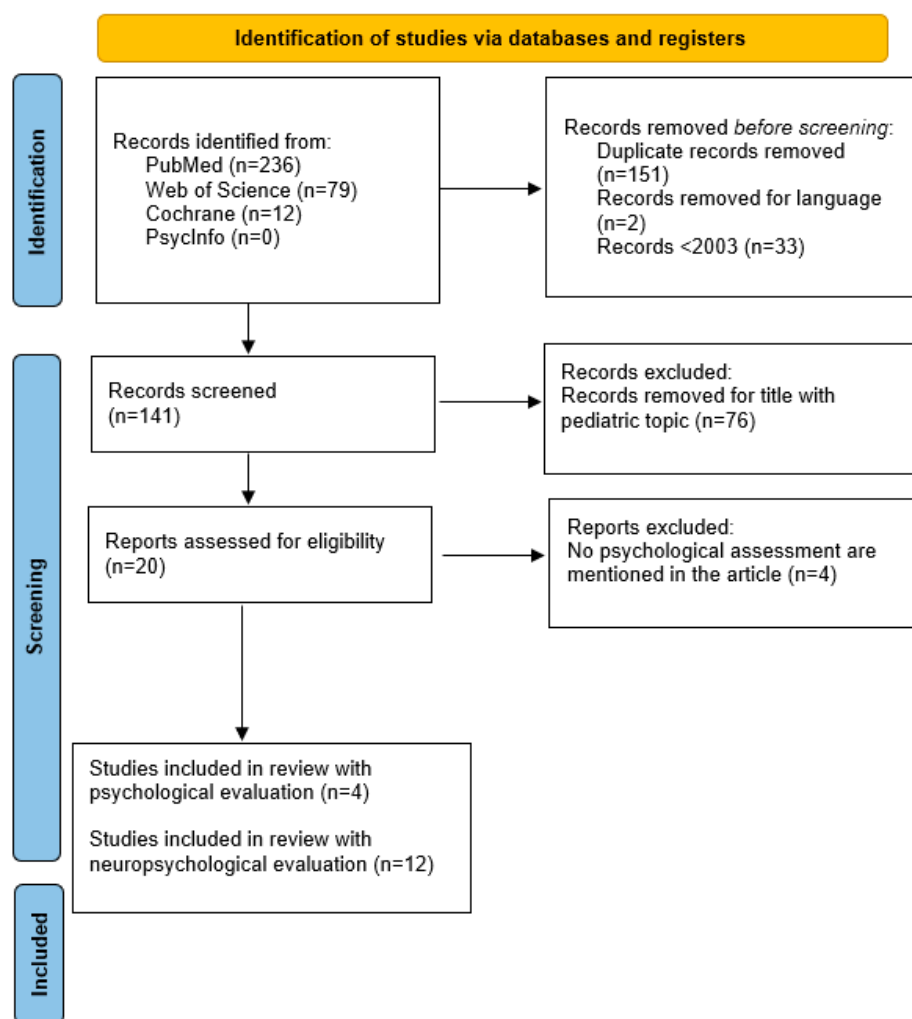 Identification of studies via databases and registers
Identification
Records identified from:
PubMed (n=236)
Web of Science (n=79)
Cochrane (n=12)
PsycInfo (n=0)
Records removed before screening:
Duplicate records removed
(n=151)
Records removed for language
(n=2)
Records <2003 (n=33)
Screening
Records screened
(n=141)
Records excluded:
Records removed for title with
pediatric topic (n=76)
Reports assessed for eligibility
(n=20)
Reports excluded:
No psychological assessment are
mentioned in the article (n=4)
Studies included in review with
psychological evaluation (n=4)
Studies included in review with
neuropsychological evaluation (n=12)
Included